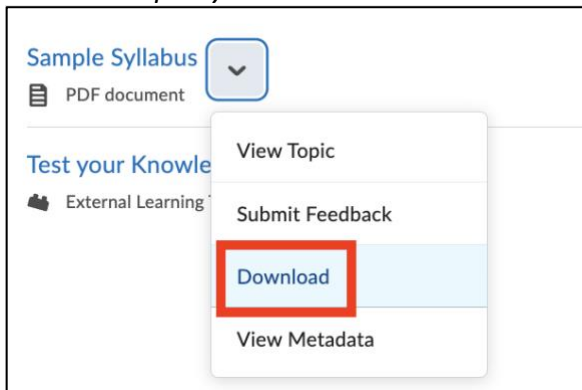 Sample Syllabus
PDF document
View Topic
Test your Knowle
External Learning
Submit Feedback
Download
View Metadata